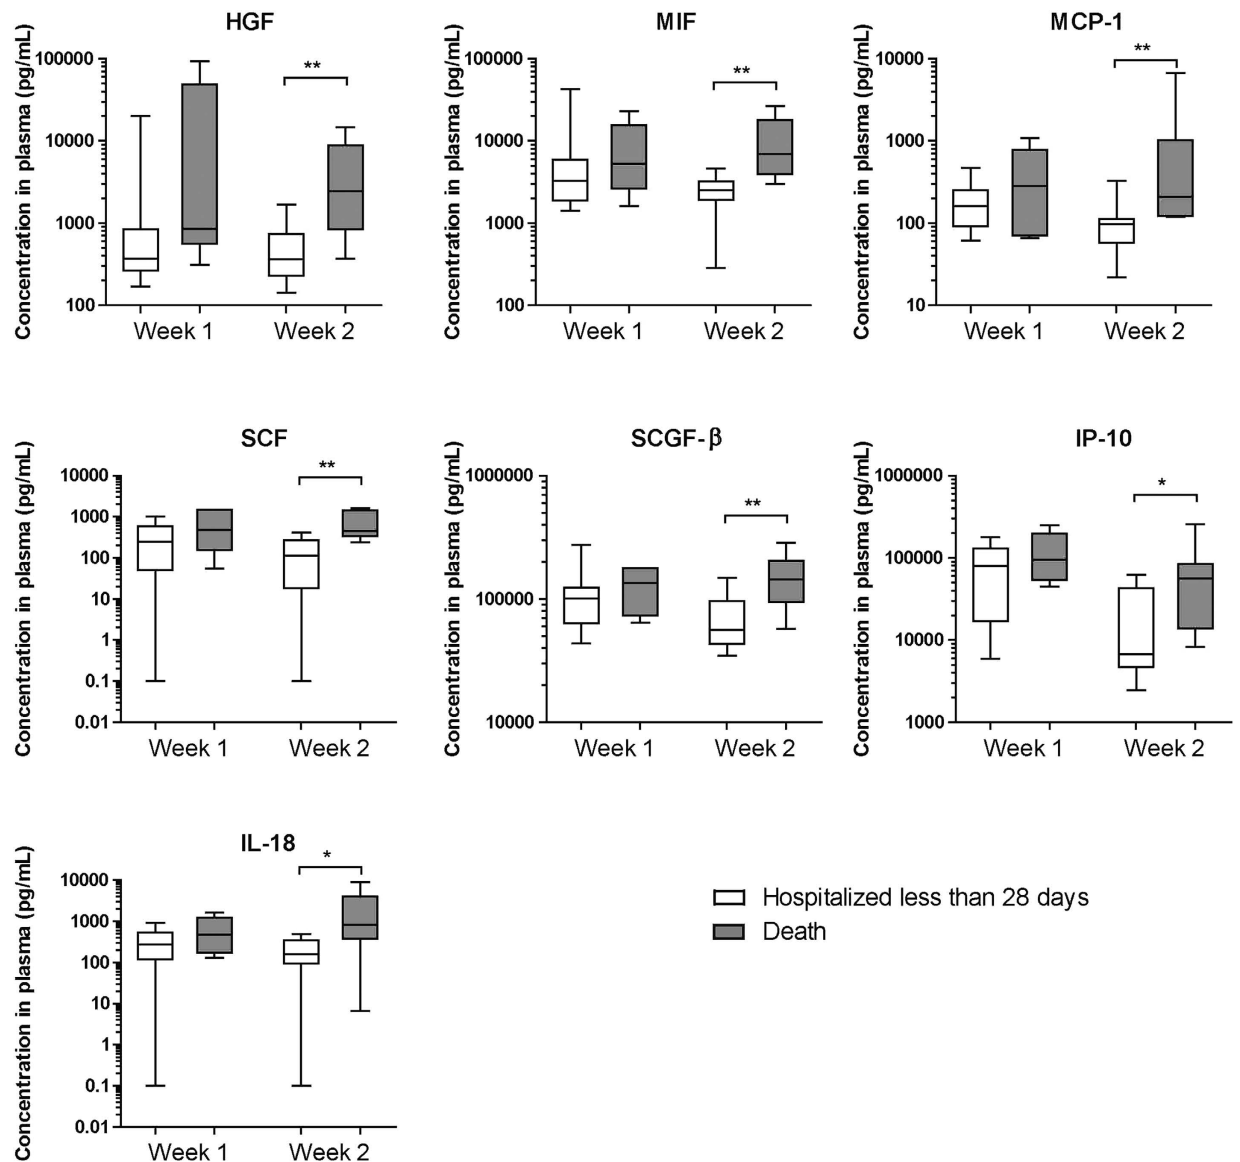 HGF
MIF
MCP-1
Concentration in plasma (pg/mL)
100000
10000
1000
100
**
Week 1
Week 2
Concentration in plasma (pg/mL)
100000
10000
1000
100
**
Week 1
Week 2
Concentration in plasma (pg/mL)
10000
1000
100
10
**
Week 1
Week 2
SCF
SCGF-β
IP-10
Concentration in plasma (pg/mL)
10000
1000
100
10
1
0.1
0.01
**
Week 1
Week 2
Concentration in plasma (pg/mL)
1000000
100000
10000
**
Week 1
Week 2
Concentration in plasma (pg/mL)
1000000
100000
10000
1000
*
Week 1
Week 2
IL-18
Concentration in plasma (pg/mL)
10000
1000
100
10
1
0.1
0.01
*
Week 1
Week 2
Hospitalized less than 28 days
Death